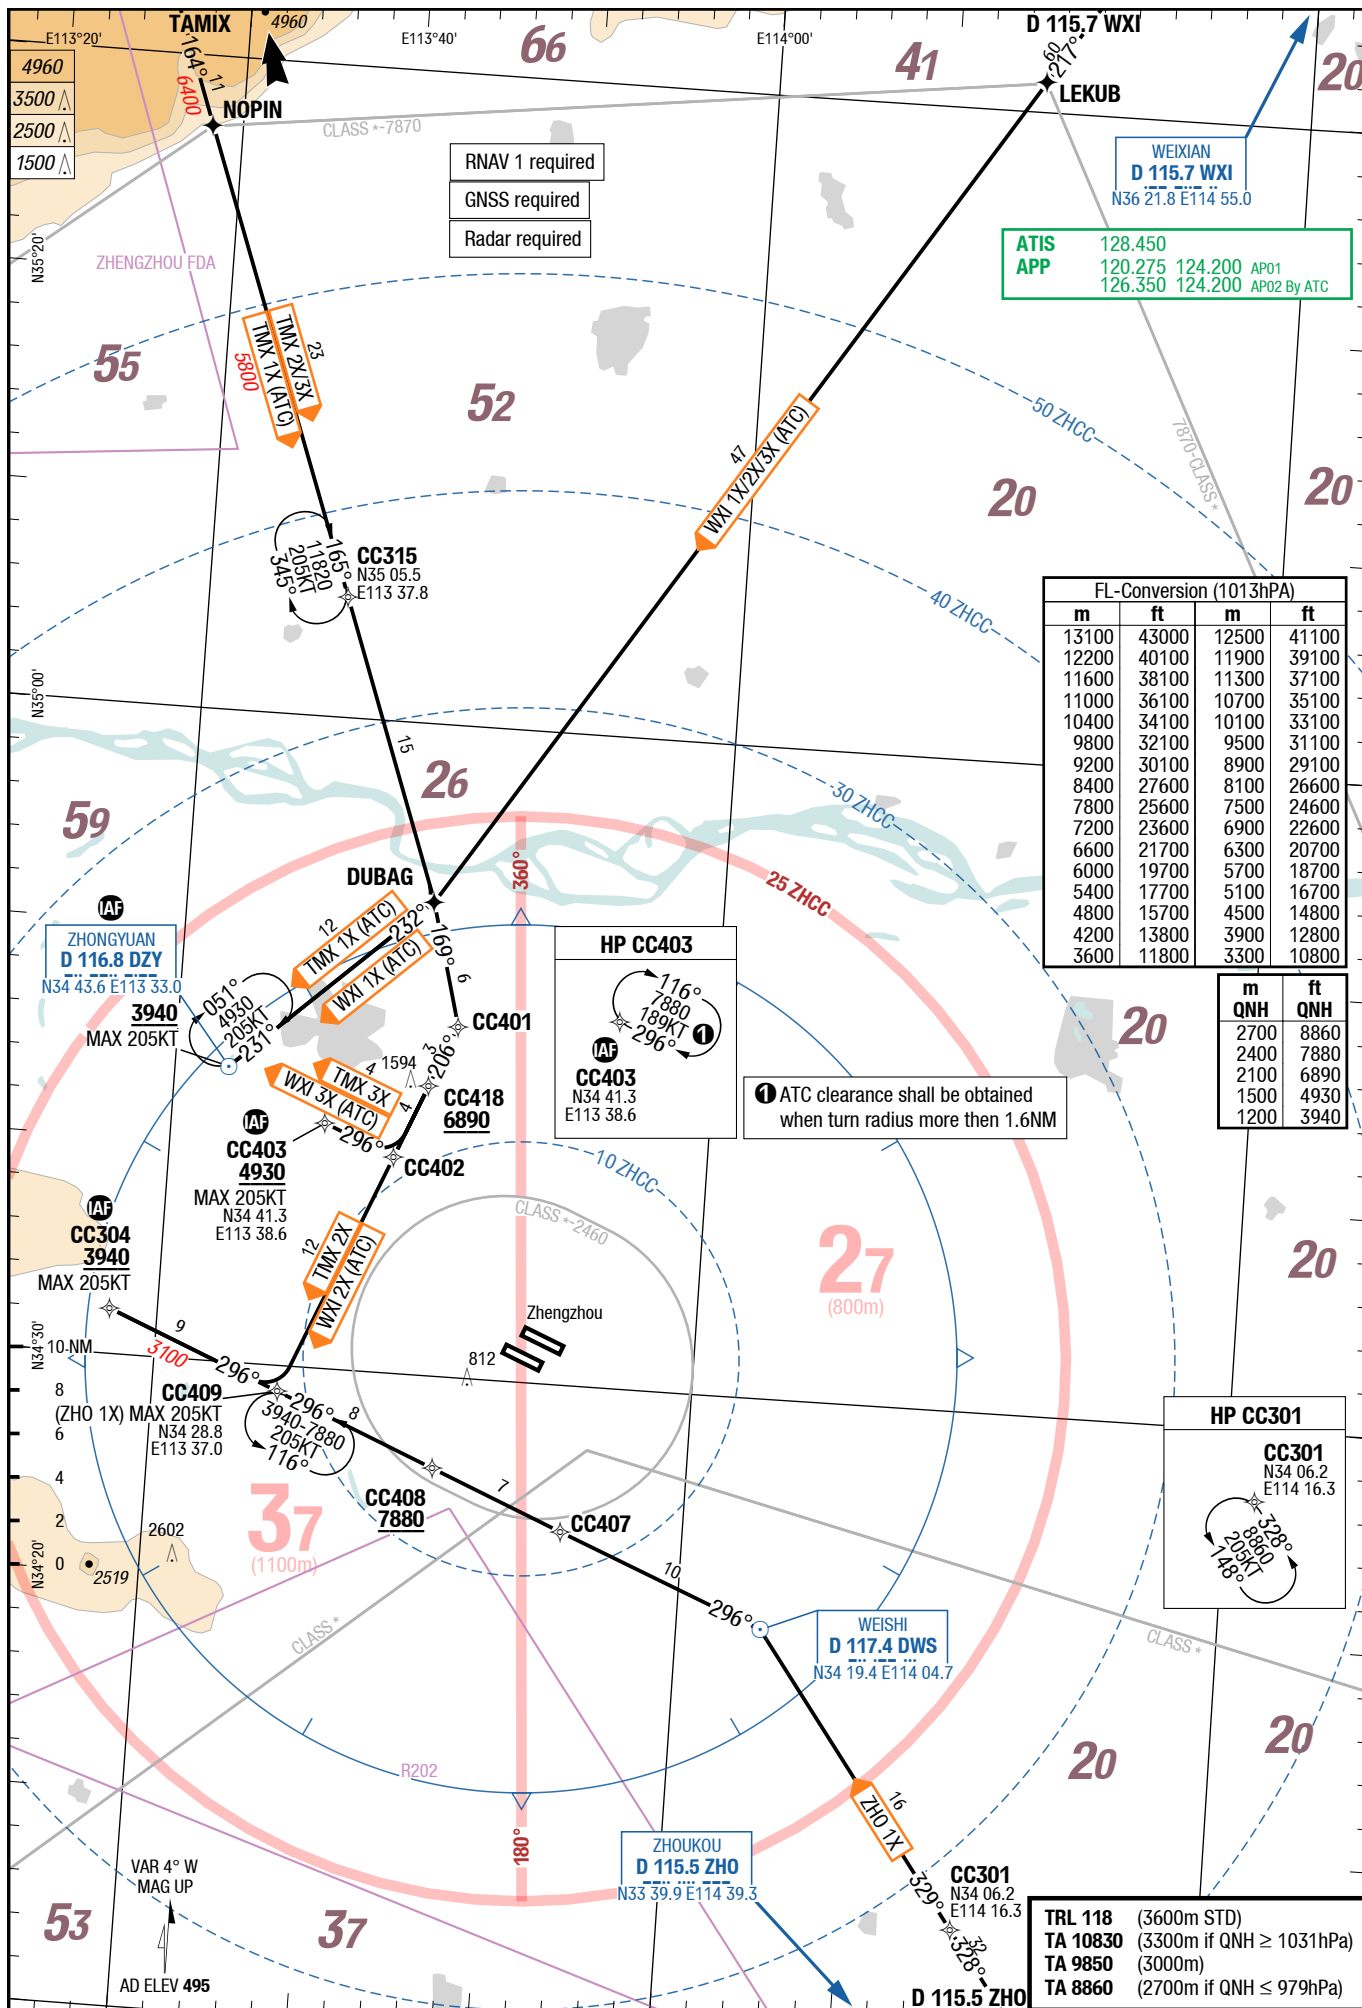 TAMIX
4960
E113°20'
E113°40'
66
E114°00'
41
D 115.7 WXI
20
4960
3500
2500
1500
164°
11
6400
NOPIN
CLASS *-7870
60
217°
LEKUB
RNAV 1 required
GNSS required
Radar required
WEIXIAN
D 115.7 WXI
N36 21.8 E114 55.0
ATIS 128.450
APP 120.275 124.200 AP01
126.350 124.200 AP02 By ATC
N35°20'
ZHENGZHOU FDA
55
TMX 2X/3X
TMX 1X (ATC)
23
5800
52
50 ZHCC
47
WXI 1X/2X/3X (ATC)
7870-CLASS *
20
20
165°
11820
205KT
345°
CC315
N35 05.5
E113 37.8
40 ZHCC
FL-Conversion (1013hPA)
m ft m ft
13100 43000 12500 41100
12200 40100 11900 39100
11600 38100 11300 37100
11000 36100 10700 35100
10400 34100 10100 33100
9800 32100 9500 31100
9200 30100 8900 29100
8400 27600 8100 26600
7800 25600 7500 24600
7200 23600 6900 22600
6600 21700 6300 20700
6000 19700 5700 18700
5400 17700 5100 16700
4800 15700 4500 14800
4200 13800 3900 12800
3600 11800 3300 10800
N35°00'
15
26
30 ZHCC
59
360°
25 ZHCC
DUBAG
IAF
ZHONGYUAN
D 116.8 DZY
N34 43.6 E113 33.0
3940
MAX 205KT
051°
4930
205KT
231°
12
TMX 1X (ATC)
232°
WXI 1X (ATC)
169°
6
CC401
HP CC403
116°
7880
189KT
296°
1
IAF
CC403
N34 41.3
E113 38.6
m ft
QNH QNH
2700 8860
2400 7880
2100 6890
1500 4930
1200 3940
20
3
206°
1594
CC418
6890
4
TMX 3X
WXI 3X (ATC)
4
296°
CC402
1 ATC clearance shall be obtained
when turn radius more then 1.6NM
IAF
CC403
4930
MAX 205KT
N34 41.3
E113 38.6
10 ZHCC
CLASS *-2460
IAF
CC304
3940
MAX 205KT
12
TMX 2X
WXI 2X (ATC)
27
(800m)
20
Zhengzhou
812
N34°30'
10 NM
8
6
4
2
0
9
3100
296°
CC409
(ZHO 1X) MAX 205KT
N34 28.8
E113 37.0
296°
3940-7880
205KT
116°
8
7
CC408
7880
CC407
10
HP CC301
CC301
N34 06.2
E114 16.3
328°
8860
205KT
148°
37
(1100m)
2602
2519
N34°20'
CLASS *
296°
WEISHI
D 117.4 DWS
N34 19.4 E114 04.7
CLASS *
R202
20
20
16
ZHO 1X
180°
ZHOUKOU
D 115.5 ZHO
N33 39.9 E114 39.3
VAR 4° W
MAG UP
53
37
AD ELEV 495
CC301
N34 06.2
E114 16.3
329°
32
328°
D 115.5 ZHO
TRL 118 (3600m STD)
TA 10830 (3300m if QNH ≥ 1031hPa)
TA 9850 (3000m)
TA 8860 (2700m if QNH ≤ 979hPa)